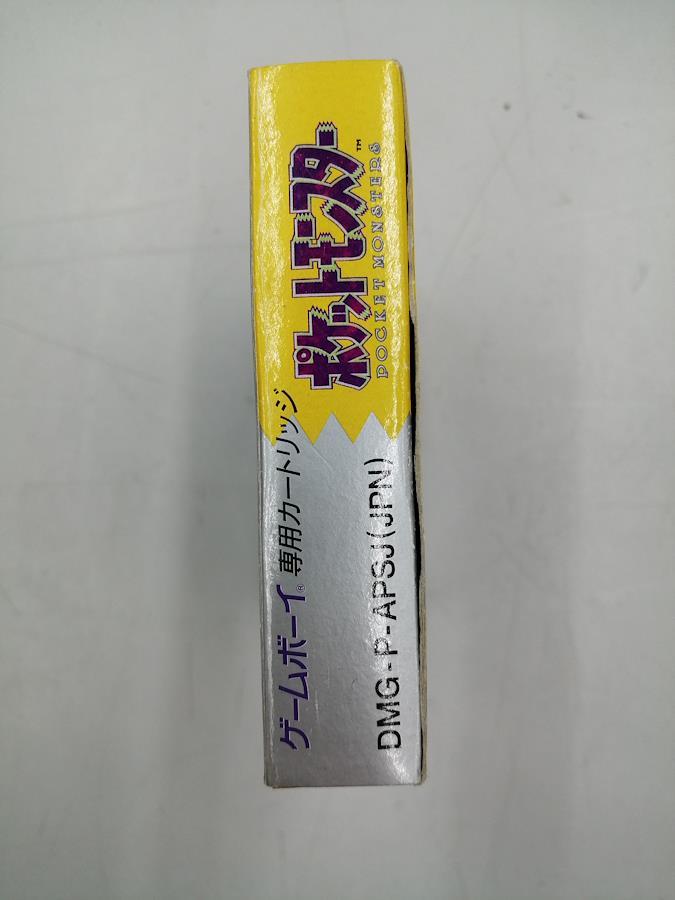 ゲームボーイ® 専用カートリッジ
ポケットモンスター™
POCKET MONSTERS
DMG-P-APSJ(JPN)